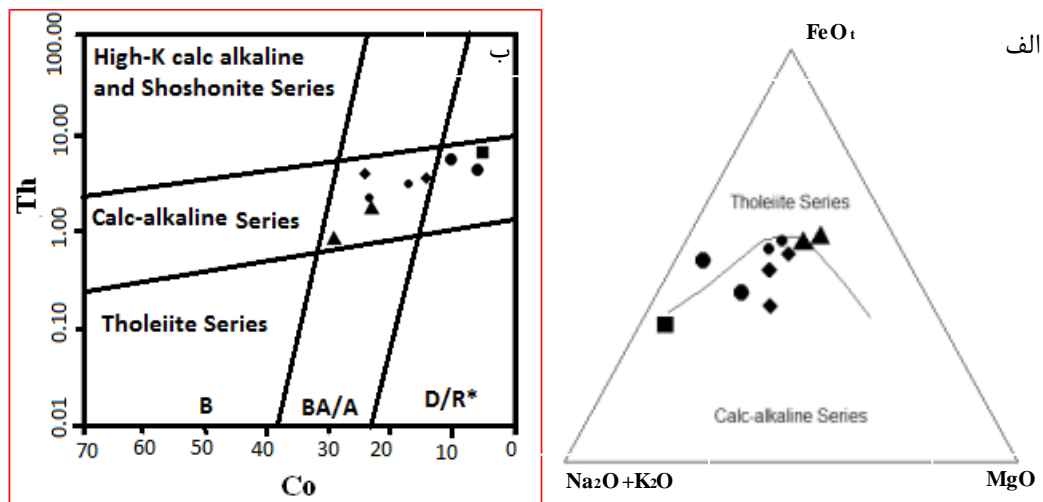 ب
High-K calc alkaline
and Shoshonite Series
Calc-alkaline Series
Tholeiite Series
B
BA/A
D/R*
Th
100.00
10.00
1.00
0.10
0.01
70
60
50
40
30
20
10
0
Co
الف
FeOt
Tholeiite Series
Calc-alkaline Series
Na2O+K2O
MgO